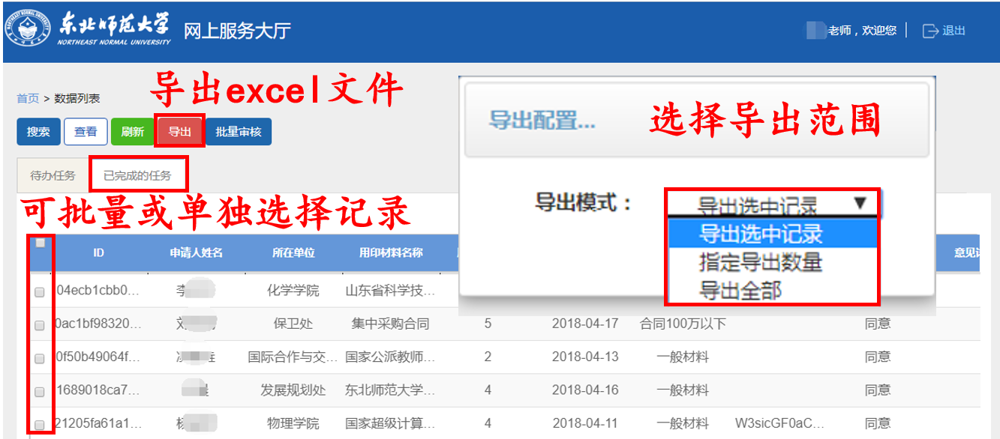 东北师范大学
NORTHEAST NORMAL UNIVERSITY
网上服务大厅
老师，欢迎您
退出
首页 > 数据列表
导出excel文件
搜索 查看 刷新 导出 批量审核
待办任务 已完成的任务
可批量或单独选择记录
导出配置...
选择导出范围
导出模式：
导出选中记录 ▼
导出选中记录
指定导出数量
导出全部
ID 申请人姓名 所在单位 用印材料名称
04ecb1cbb0... 李 化学学院 山东省科学技...
0ac1bf98320... 刘 保卫处 集中采购合同 5 2018-04-17 合同100万以下 同意
0f50b49064f... 国际合作与交... 国家公派教师... 2 2018-04-13 一般材料 同意
1689018ca7... 发展规划处 东北师范大学... 4 2018-04-16 一般材料 同意
21205fa61a1... 杨 物理学院 国家超级计算... 4 2018-04-11 一般材料 W3sicGF0aC... 同意
意见